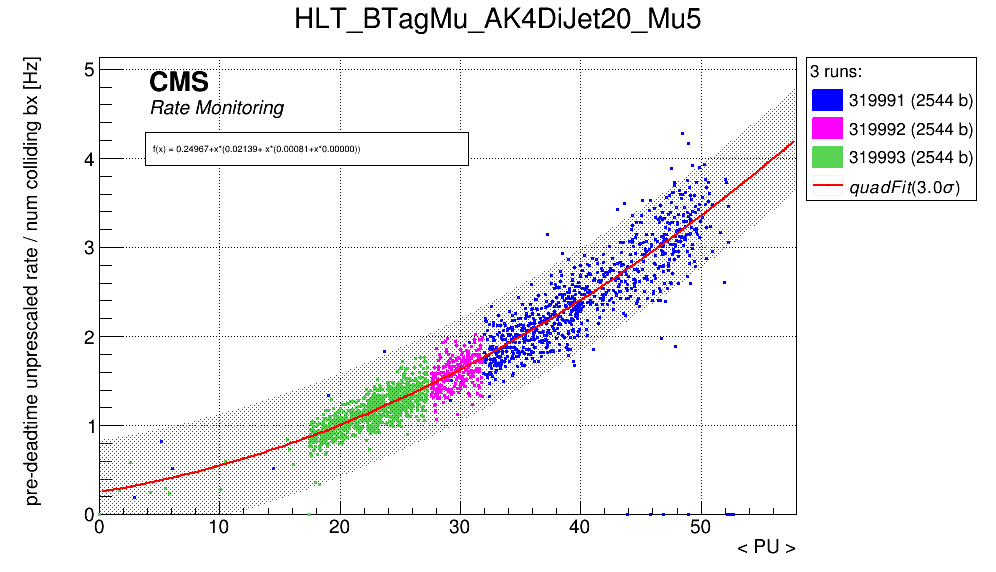 HLT_BTagMu_AK4DiJet20_Mu5
pre-deadtime unprescaled rate / num colliding bx [Hz]
5
4
3
2
1
0
CMS
Rate Monitoring
f(x) = 0.24967+x*(0.02139+ x*(0.00081+x*0.00000))
0 10 20 30 40 50
< PU >
3 runs:
319991 (2544 b)
319992 (2544 b)
319993 (2544 b)
quadFit(3.0σ)